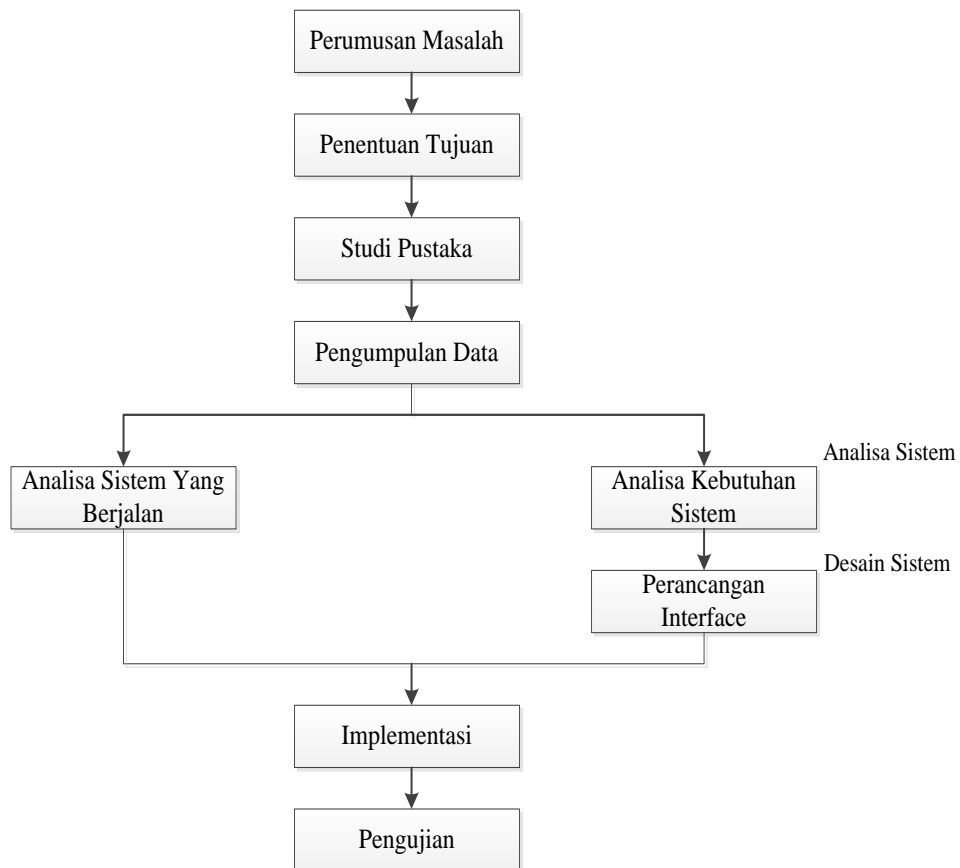 Perumusan Masalah
Penentuan Tujuan
Studi Pustaka
Pengumpulan Data
Analisa Sistem Yang
Berjalan
Analisa Kebutuhan
Sistem
Analisa Sistem
Desain Sistem
Perancangan
Interface
Implementasi
Pengujian